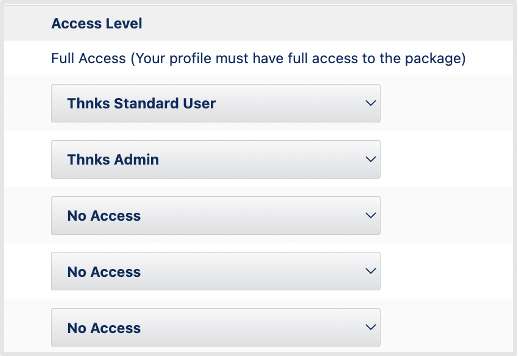 Access Level
Full Access (Your profile must have full access to the package)
Thnks Standard User
Thnks Admin
No Access
No Access
No Access